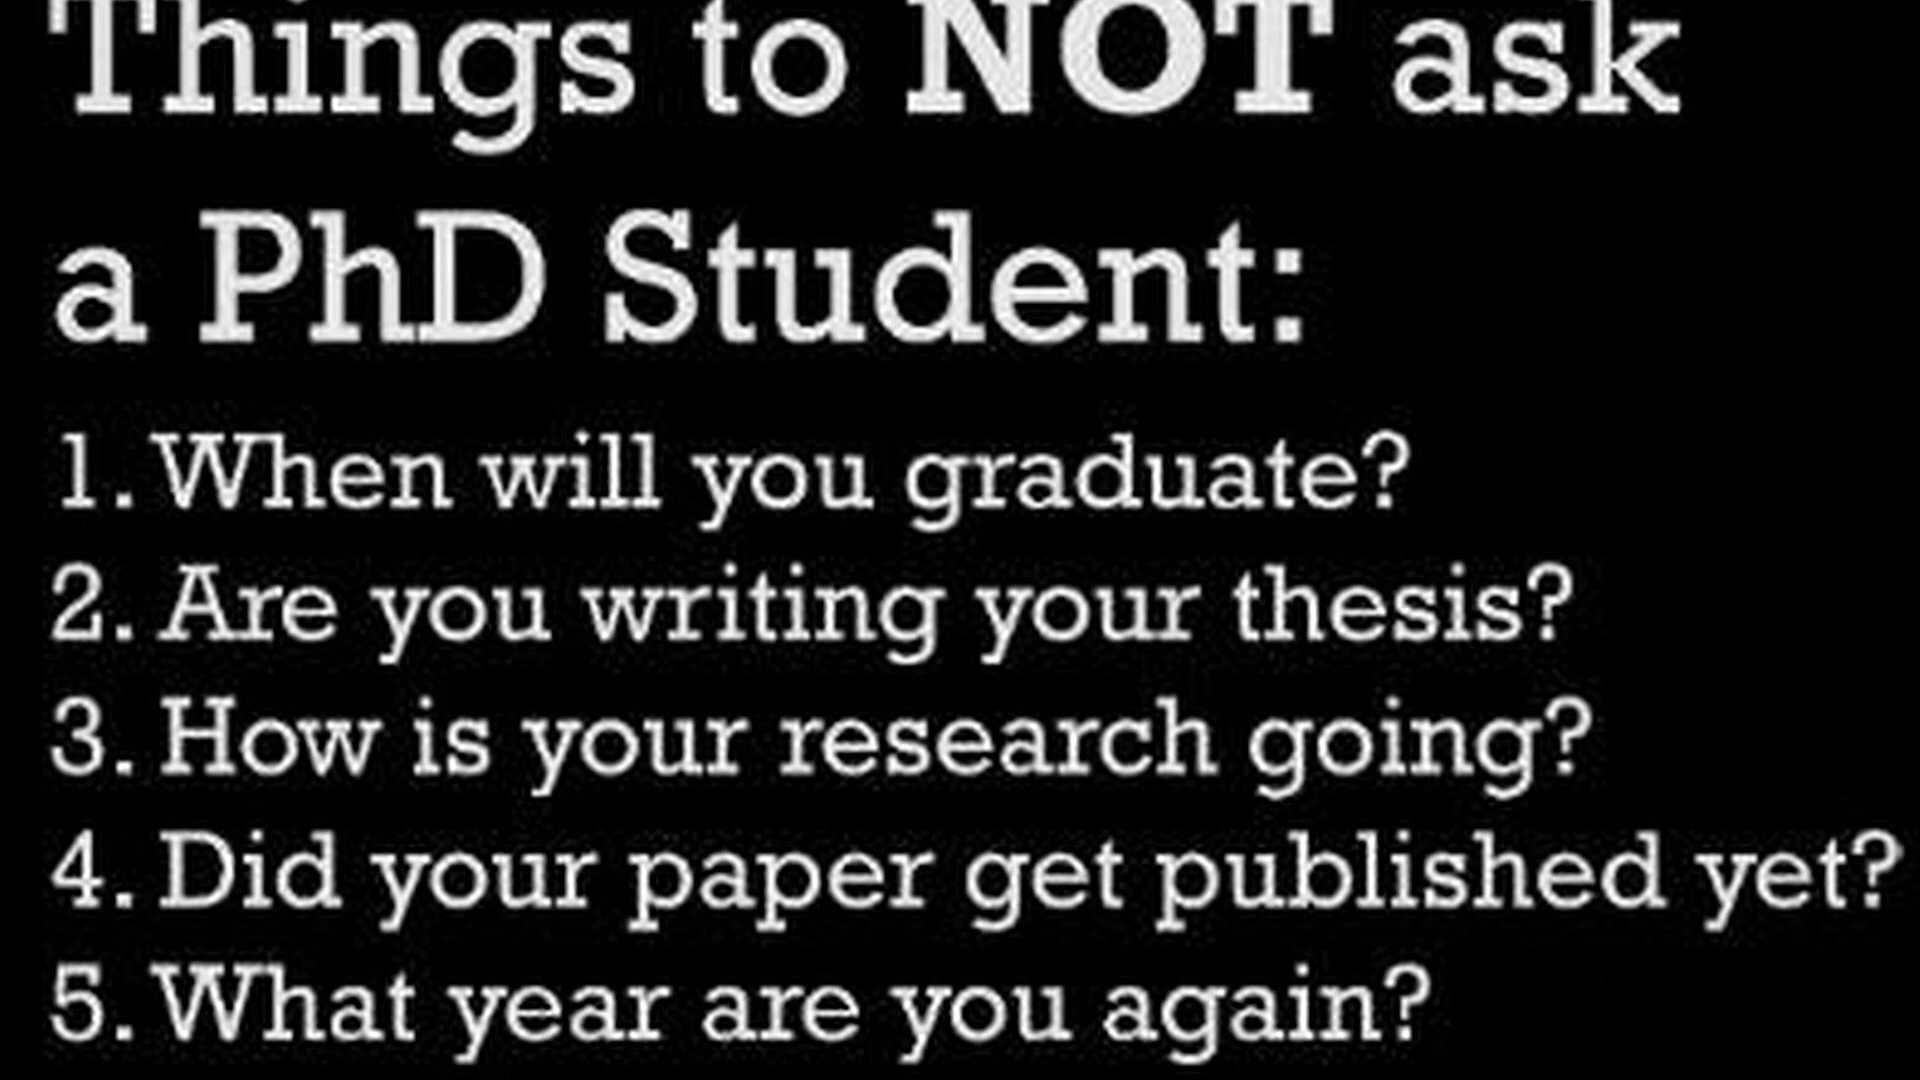 Things to NOT ask
a PhD Student:
1. When will you graduate?
2. Are you writing your thesis?
3. How is your research going?
4. Did your paper get published yet?
5. What year are you again?